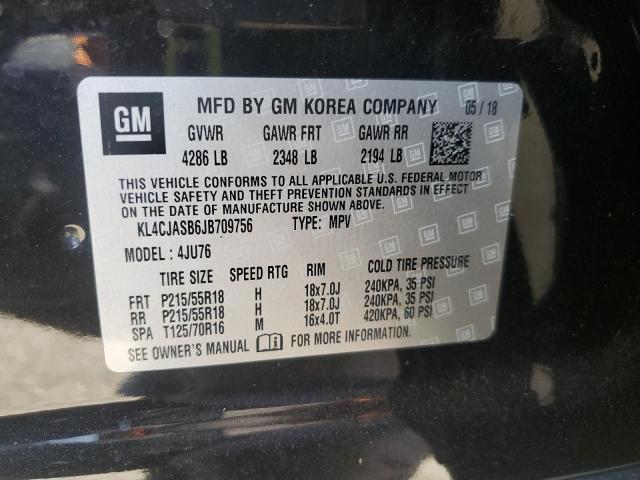 GM
MFD BY GM KOREA COMPANY 05/18
GVWR GAWR FRT GAWR RR
4286 LB 2348 LB 2194 LB
THIS VEHICLE CONFORMS TO ALL APPLICABLE U.S. FEDERAL MOTOR
VEHICLE SAFETY AND THEFT PREVENTION STANDARDS IN EFFECT
ON THE DATE OF MANUFACTURE SHOWN ABOVE.
KL4CJASB6JB709756 TYPE: MPV
MODEL: 4JU76
TIRE SIZE SPEED RTG RIM COLD TIRE PRESSURE
FRT P215/55R18 H 18x7.0J 240KPA, 35 PSI
RR P215/55R18 H 18x7.0J 240KPA, 35 PSI
SPA T125/70R16 M 16x4.0T 420KPA, 60 PSI
SEE OWNER'S MANUAL FOR MORE INFORMATION.